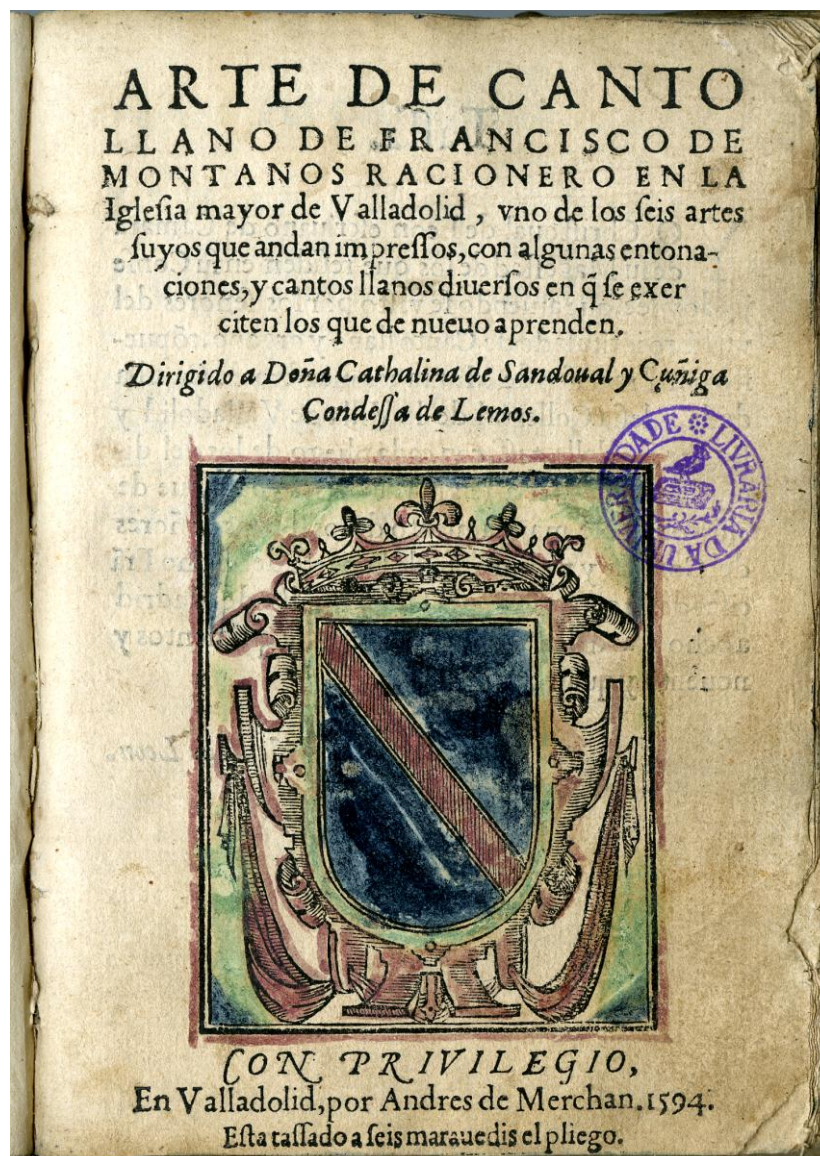 ARTE DE CANTO
LLANO DE FRANCISCO DE
MONTANOS RACIONERO EN LA
Igleſia mayor de Valladolid , vno de los ſeis artes
ſuyos que andan impreſſos, con algunas entona-
ciones, y cantos llanos diuerſos en q̃ ſe exer
citen los que de nueuo aprenden.
Dirigido a Doña Cathalina de Sandoual y Çuñiga
Condeſſa de Lemos.
LIVRARIA DA UNIVERSIDADE
CON PRIVILEGIO,
En Valladolid, por Andres de Merchan. 1594.
Eſta taſſado a ſeis marauedis el pliego.